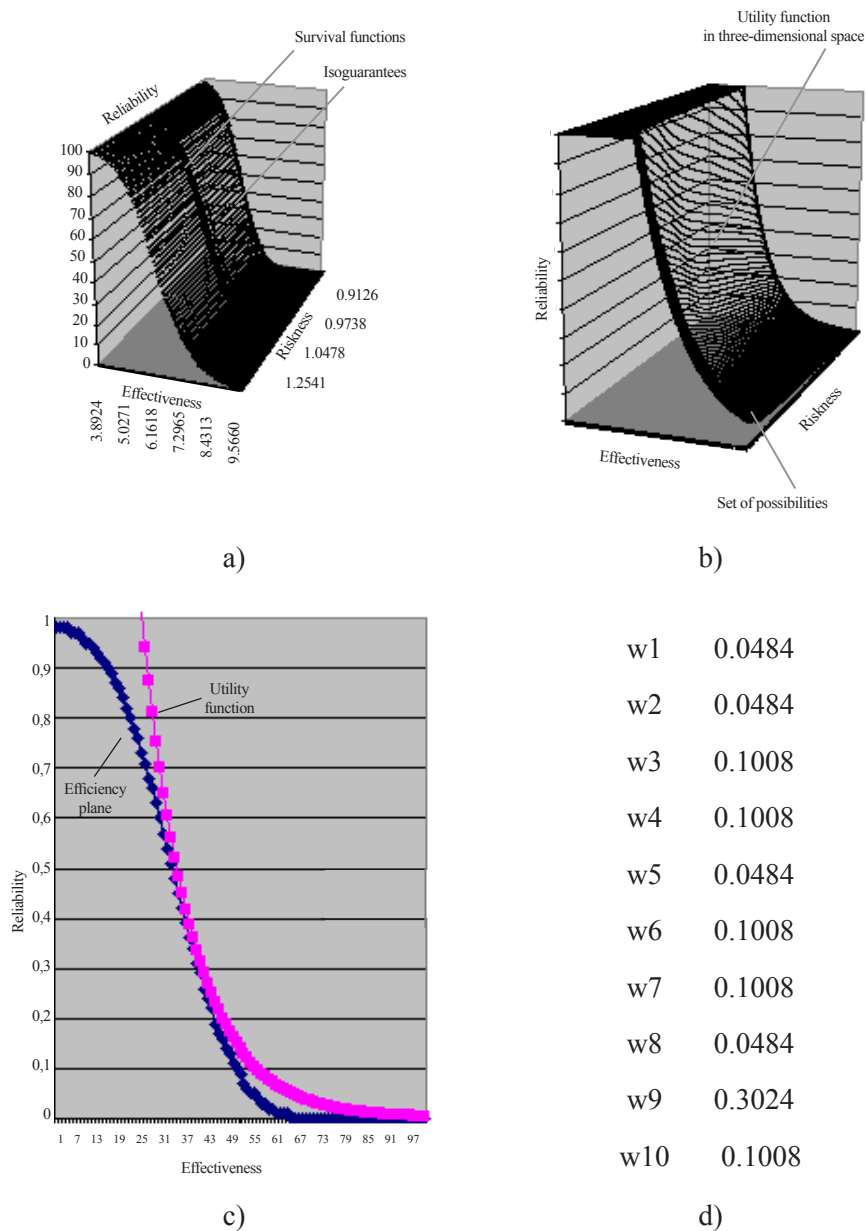 Survival functions
Isoguarantees
Reliability
100
90
80
70
60
50
40
30
20
10
0
0.9126
0.9738
1.0478
1.2541
Riskness
Effectiveness
3.8924
5.0271
6.1618
7.2965
8.4313
9.5660
a)
Utility function
in three-dimensional space
Reliability
Riskness
Effectiveness
Set of possibilities
b)
1
0,9
0,8
0,7
0,6
0,5
0,4
0,3
0,2
0,1
0
Reliability
Utility
function
Efficiency
plane
1 7 13 19 25 31 37 43 49 55 61 67 73 79 85 91 97
Effectiveness
c)
w1 0.0484
w2 0.0484
w3 0.1008
w4 0.1008
w5 0.0484
w6 0.1008
w7 0.1008
w8 0.0484
w9 0.3024
w10 0.1008
d)